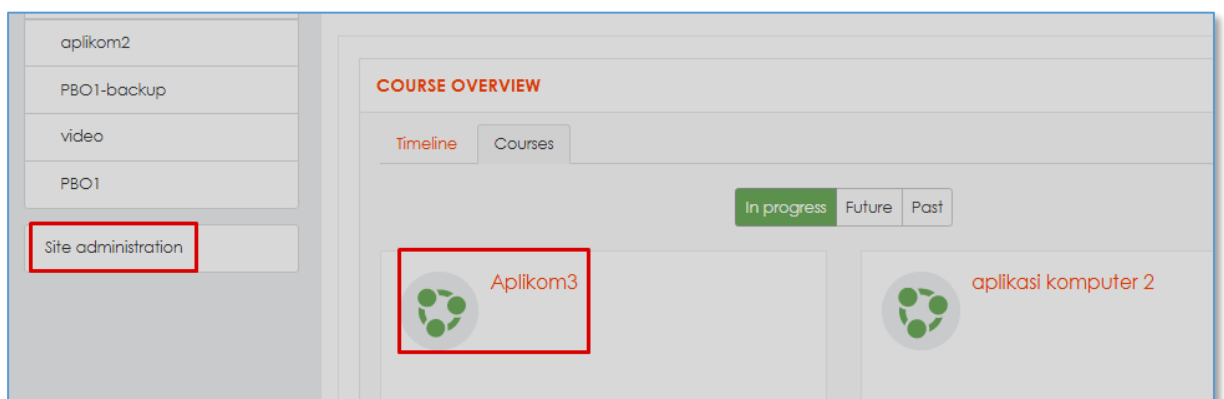 aplikom2
PBO1-backup
video
PBO1
Site administration
COURSE OVERVIEW
Timeline Courses
In progress Future Past
Aplikom3
aplikasi komputer 2